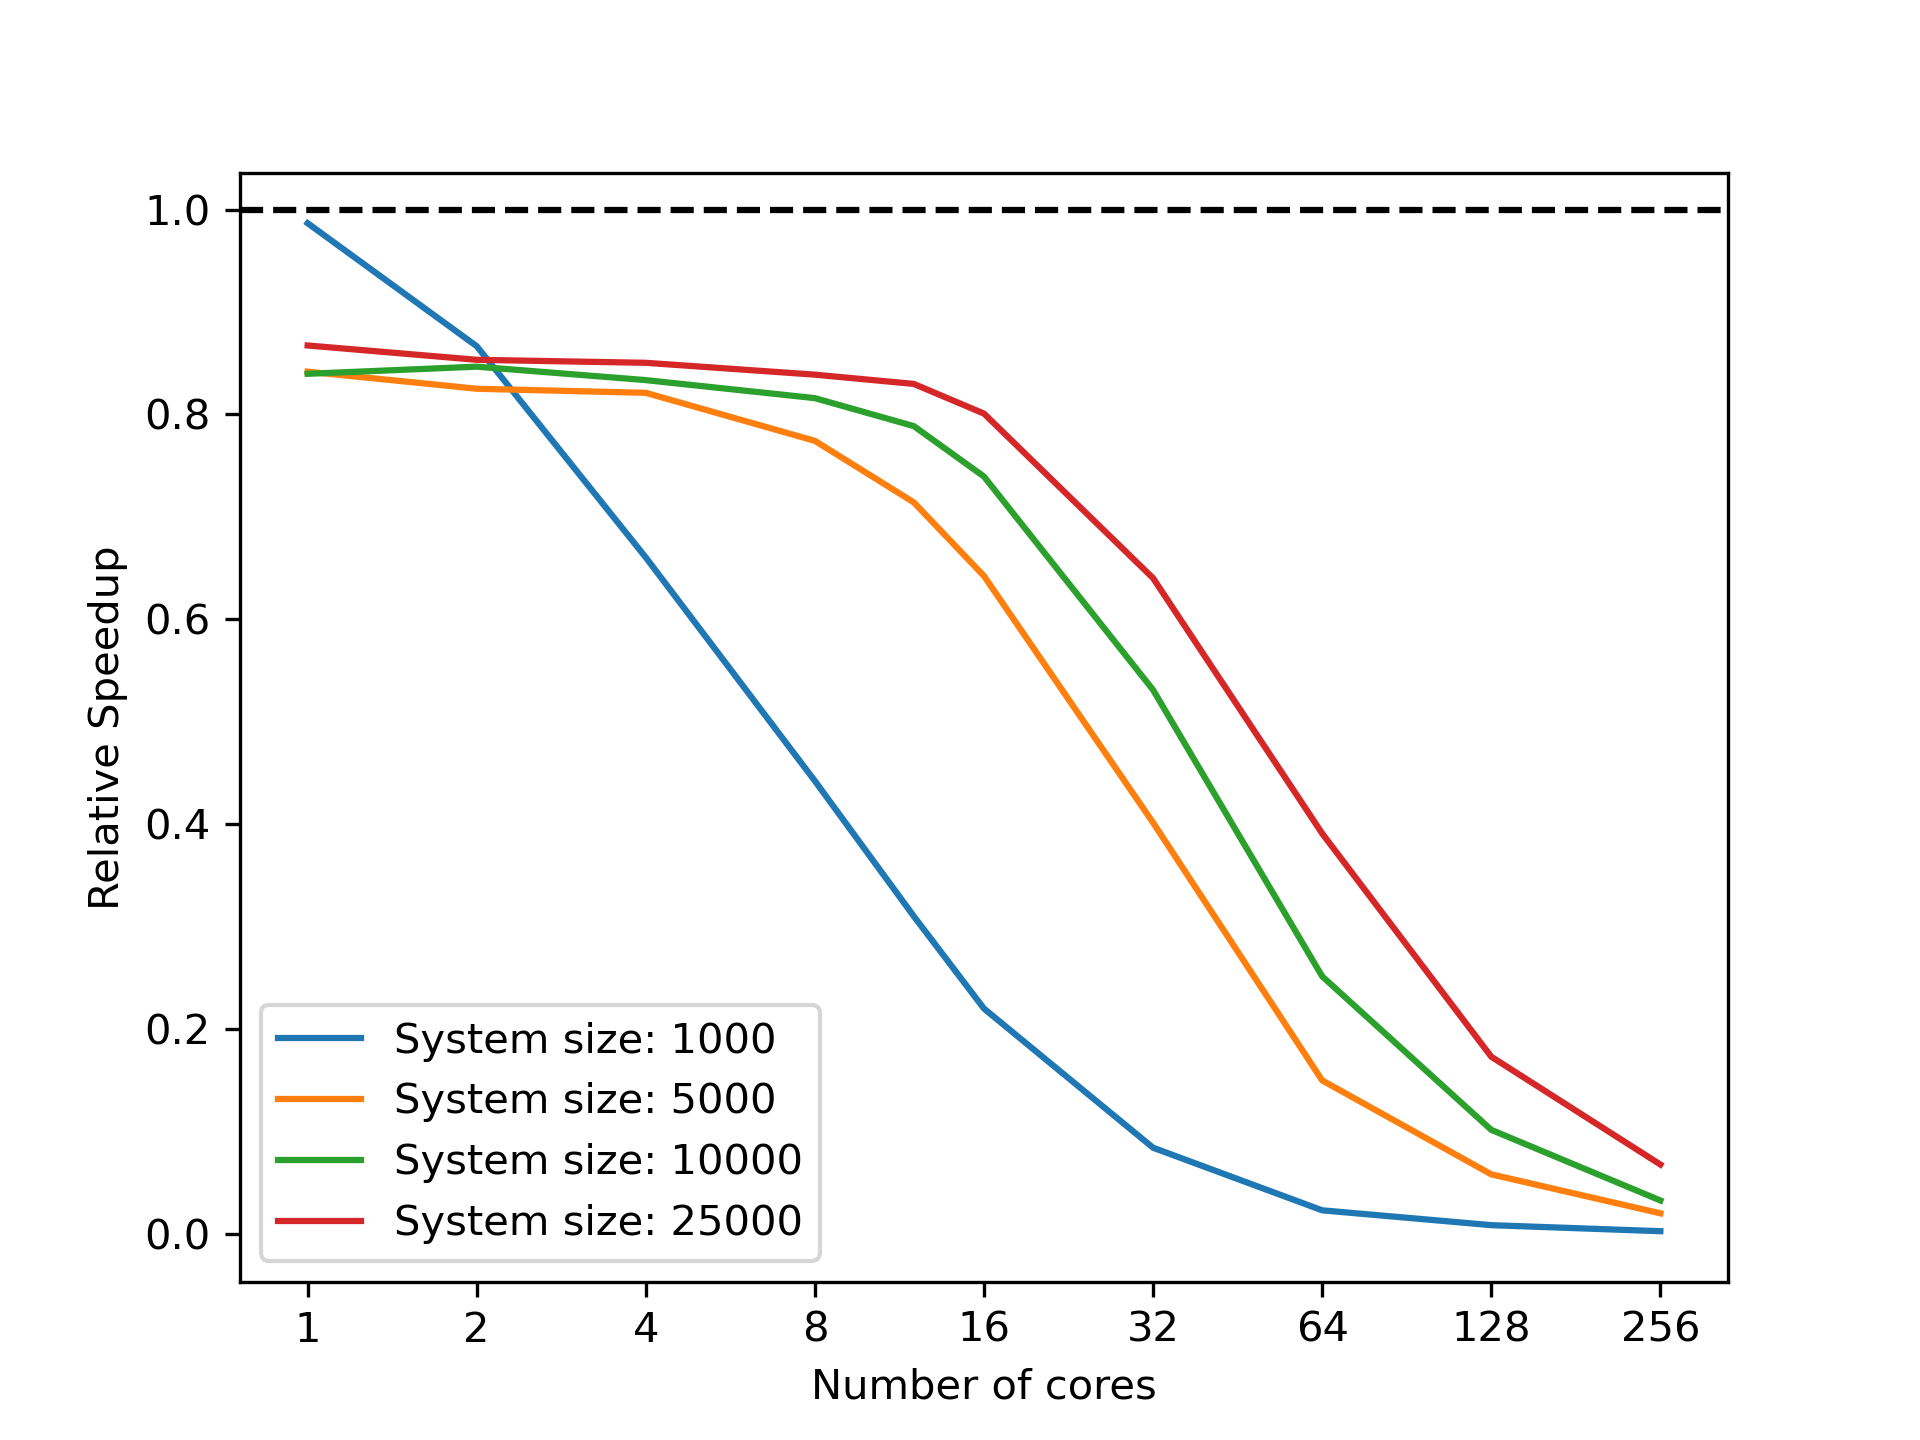 1.0
0.8
0.6
0.4
0.2
0.0
Relative Speedup
System size: 1000
System size: 5000
System size: 10000
System size: 25000
1 2 4 8 16 32 64 128 256
Number of cores